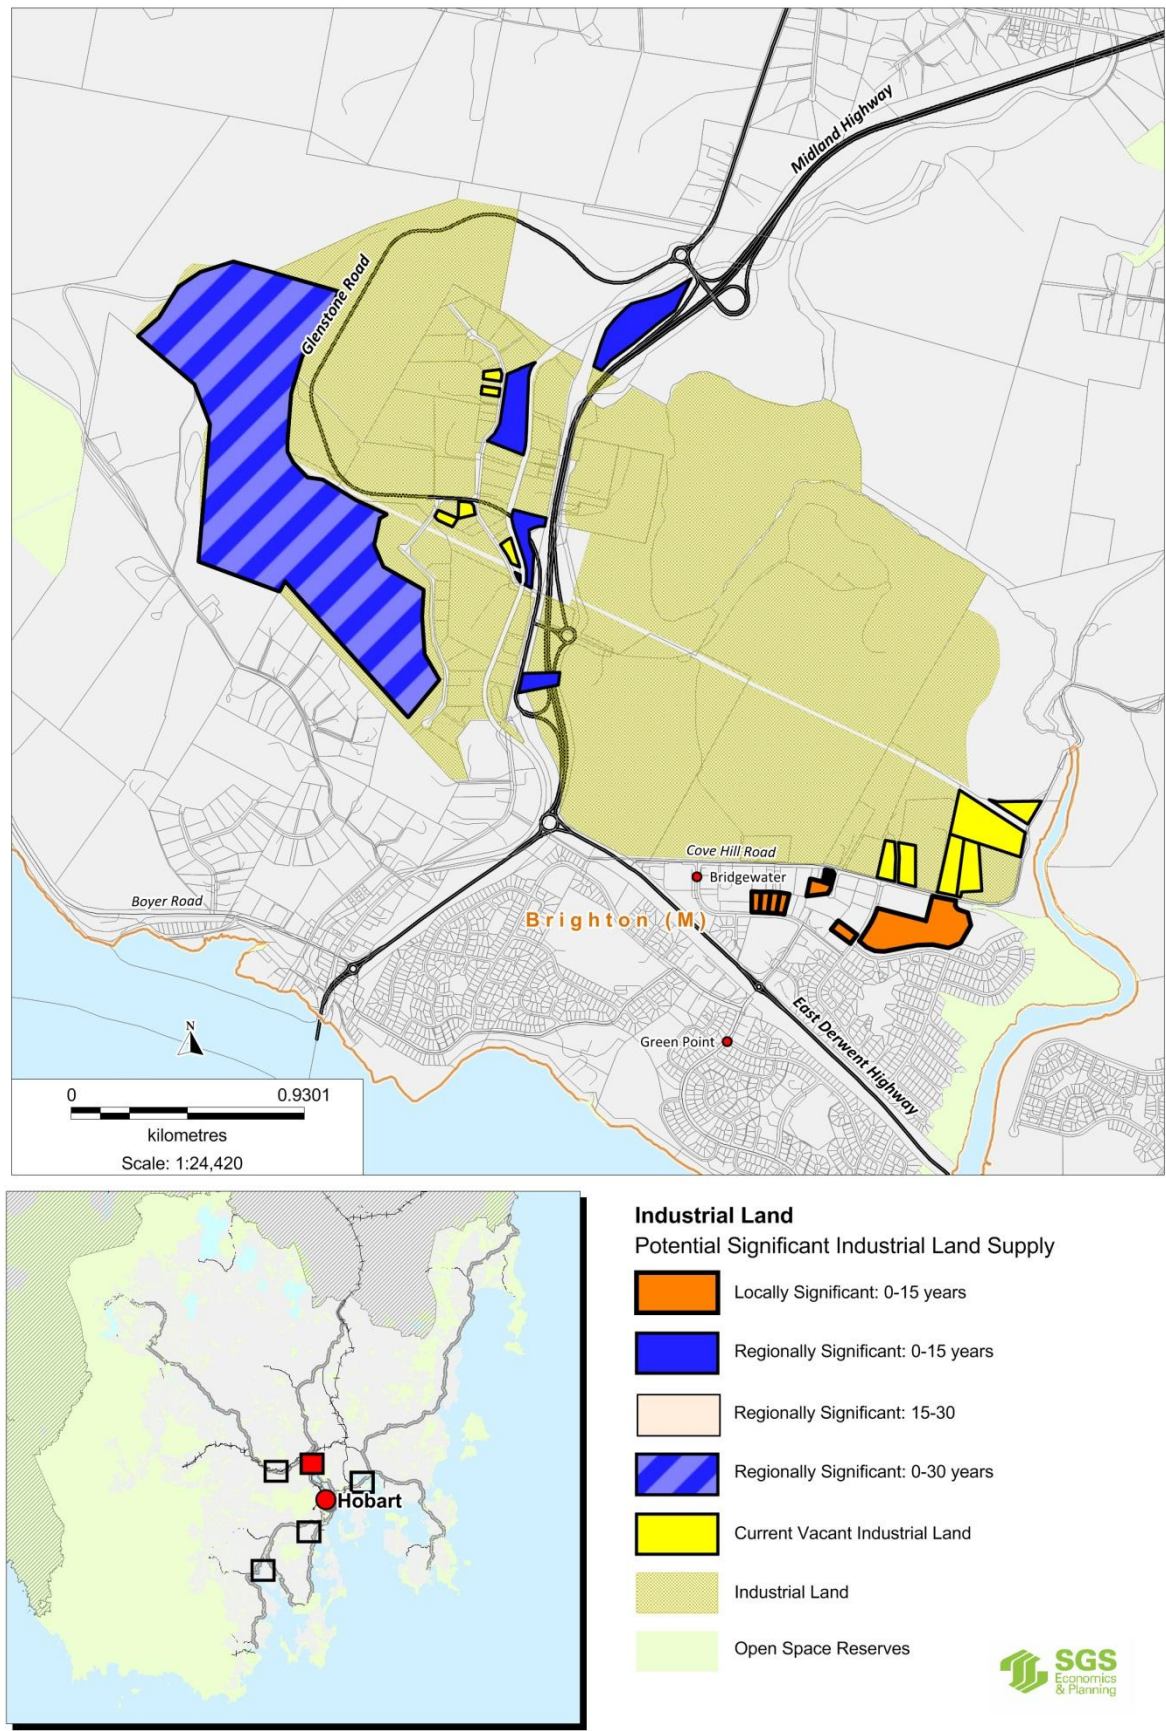 Midland Highway
Glenstone Road
Cove Hill Road
Bridgewater
Boyer Road
Brighton (M)
East Derwent Highway
Green Point
N
0 0.9301
kilometres
Scale: 1:24,420
Hobart
Industrial Land
Potential Significant Industrial Land Supply
Locally Significant: 0-15 years
Regionally Significant: 0-15 years
Regionally Significant: 15-30
Regionally Significant: 0-30 years
Current Vacant Industrial Land
Industrial Land
Open Space Reserves
SGS
Economics
& Planning